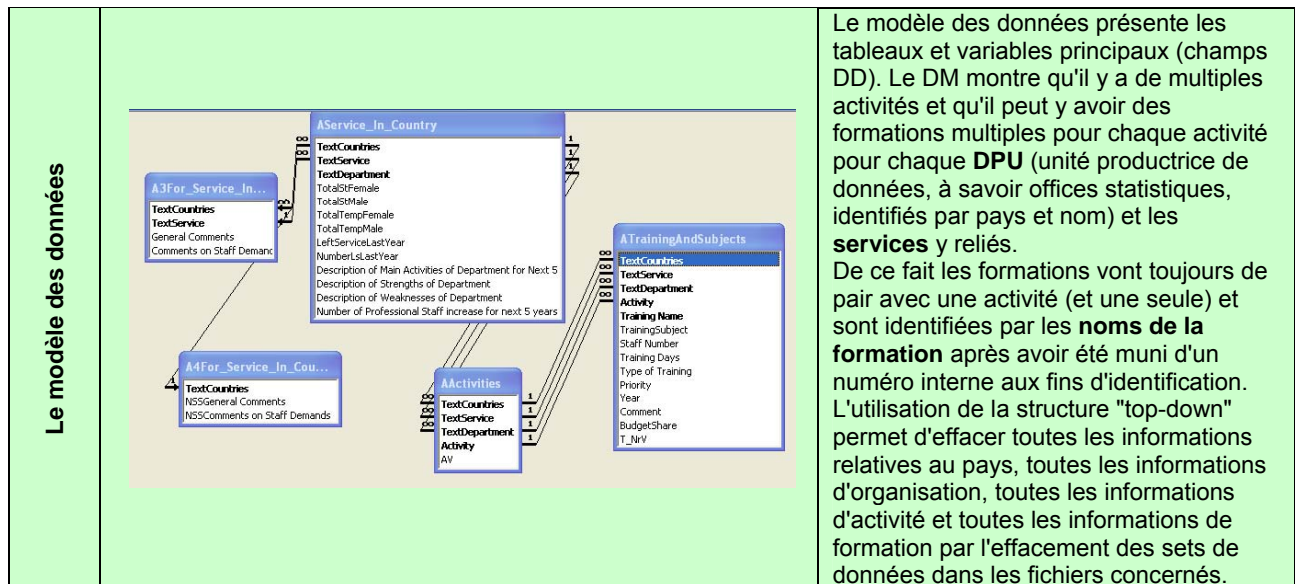 Le modèle des données
AService_In_Country
TextCountries
TextService
TextDepartment
TotalStFemale
TotalStMale
TotalTempFemale
TotalTempMale
LeftServiceLastYear
NumberLsLastYear
Description of Main Activities of Department for Next 5
Description of Strengths of Department
Description of Weaknesses of Department
Number of Professional Staff increase for next 5 years
A3For_Service_In...
TextCountries
TextService
General Comments
Comments on Staff Demand
A4For_Service_In_Cou...
TextCountries
NSSGeneral Comments
NSSComments on Staff Demands
AActivities
TextCountries
TextService
TextDepartment
Activity
AV
ATrainingAndSubjects
TextCountries
TextService
TextDepartment
Activity
Training Name
TrainingSubject
Staff Number
Training Days
Type of Training
Priority
Year
Comment
BudgetShare
T_NrV
Le modèle des données présente les
tableaux et variables principaux (champs
DD). Le DM montre qu'il y a de multiples
activités et qu'il peut y avoir des
formations multiples pour chaque activité
pour chaque DPU (unité productrice de
données, à savoir offices statistiques,
identifiés par pays et nom) et les
services y reliés.
De ce fait les formations vont toujours de
pair avec une activité (et une seule) et
sont identifiées par les noms de la
formation après avoir été muni d'un
numéro interne aux fins d'identification.
L'utilisation de la structure "top-down"
permet d'effacer toutes les informations
relatives au pays, toutes les informations
d'organisation, toutes les informations
d'activité et toutes les informations de
formation par l'effacement des sets de
données dans les fichiers concernés.